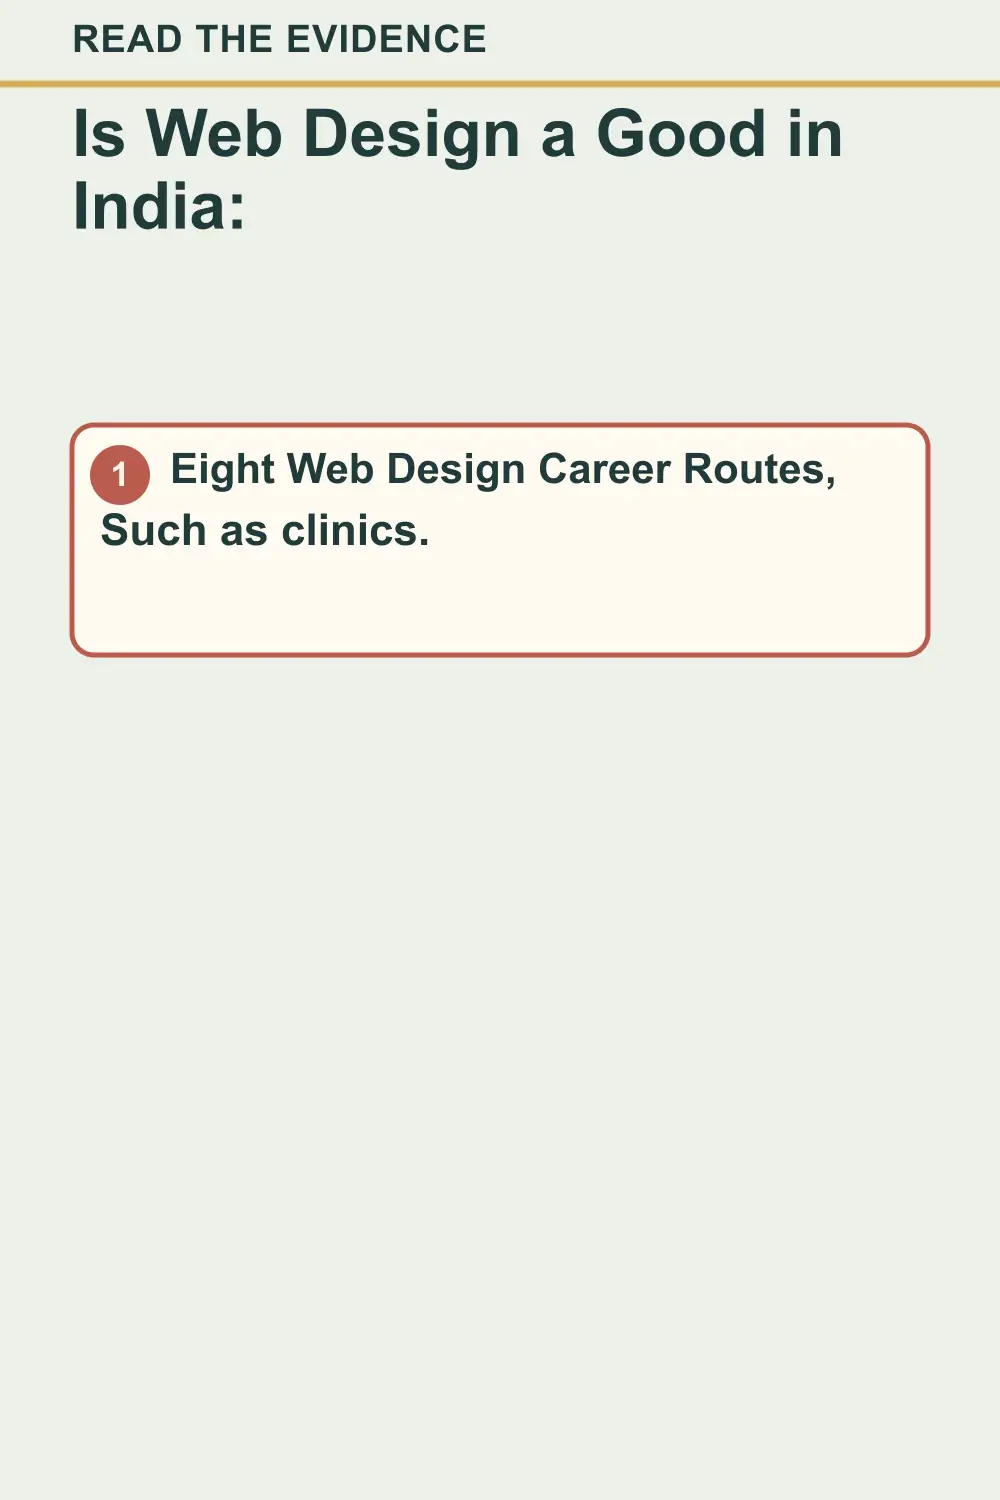 READ THE EVIDENCE
Is Web Design a Good in
India:
1 Eight Web Design Career Routes,
Such as clinics.